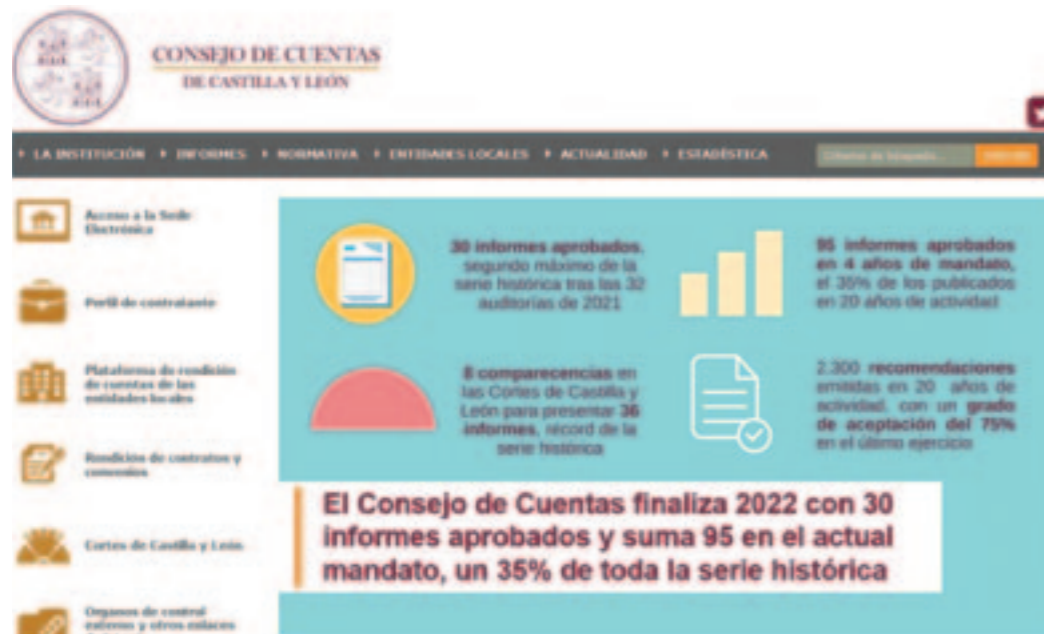 CONSEJO DE CUENTAS
DE CASTILLA Y LEÓN
LA INSTITUCIÓN
INFORMES
NORMATIVA
ENTIDADES LOCALES
ACTUALIDAD
ESTADÍSTICA
Acceso a la Sede
Electrónica
Perfil de contratante
Plataforma de rendición
de cuentas de las
entidades locales
Rendición de contratos y
convenios
Cortes de Castilla y León
Organos de control
externo y otros enlaces
30 informes aprobados,
segundo máximo de la
serie histórica tras las 32
auditorías de 2021
95 informes aprobados
en 4 años de mandato,
el 35% de los publicados
en 20 años de actividad
8 comparecencias en
las Cortes de Castilla y
León para presentar 36
informes, récord de la
serie histórica
2.300 recomendaciones
emitidas en 20 años de
actividad, con un grado
de aceptación del 75%
en el último ejercicio
El Consejo de Cuentas finaliza 2022 con 30
informes aprobados y suma 95 en el actual
mandato, un 35% de toda la serie histórica